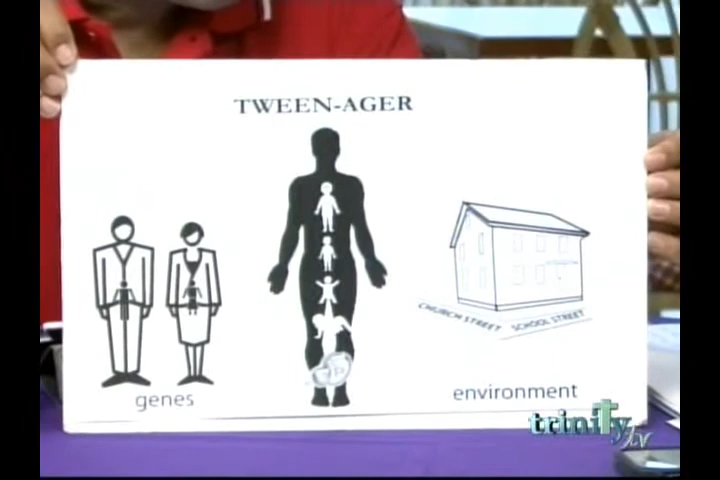 TWEEN-AGER
CHURCH STREET SCHOOL STREET
genes
environment
trinity tv